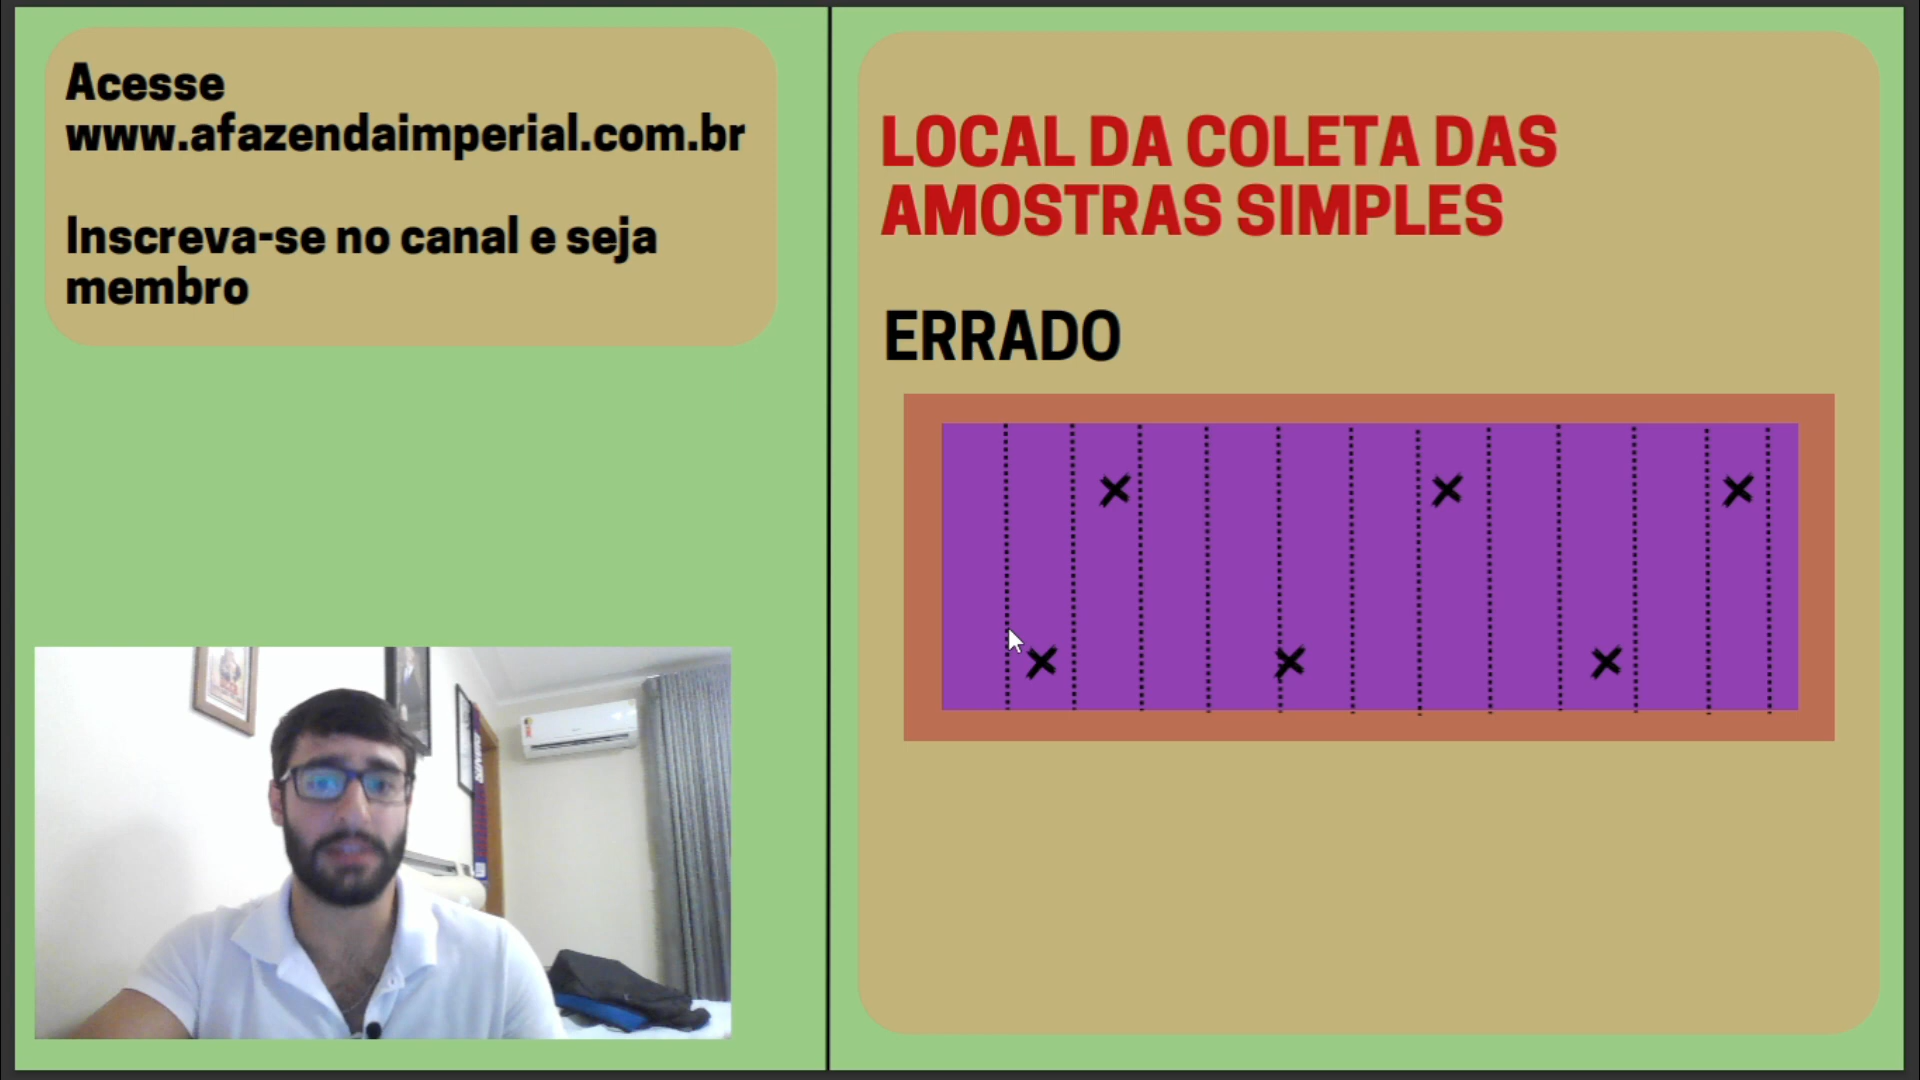 Acesse
www.afazendaimperial.com.br
Inscreva-se no canal e seja
membro
LOCAL DA COLETA DAS
AMOSTRAS SIMPLES
ERRADO